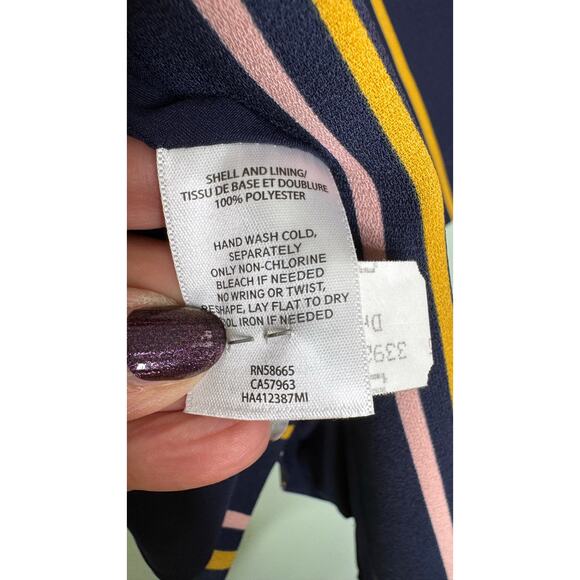 SHELL AND LINING/
TISSU DE BASE ET DOUBLURE
100% POLYESTER
HAND WASH COLD,
SEPARATELY
ONLY NON-CHLORINE
BLEACH IF NEEDED
NO WRING OR TWIST,
RESHAPE, LAY FLAT TO DRY
COOL IRON IF NEEDED
RN58665
CA57963
HA412387MI